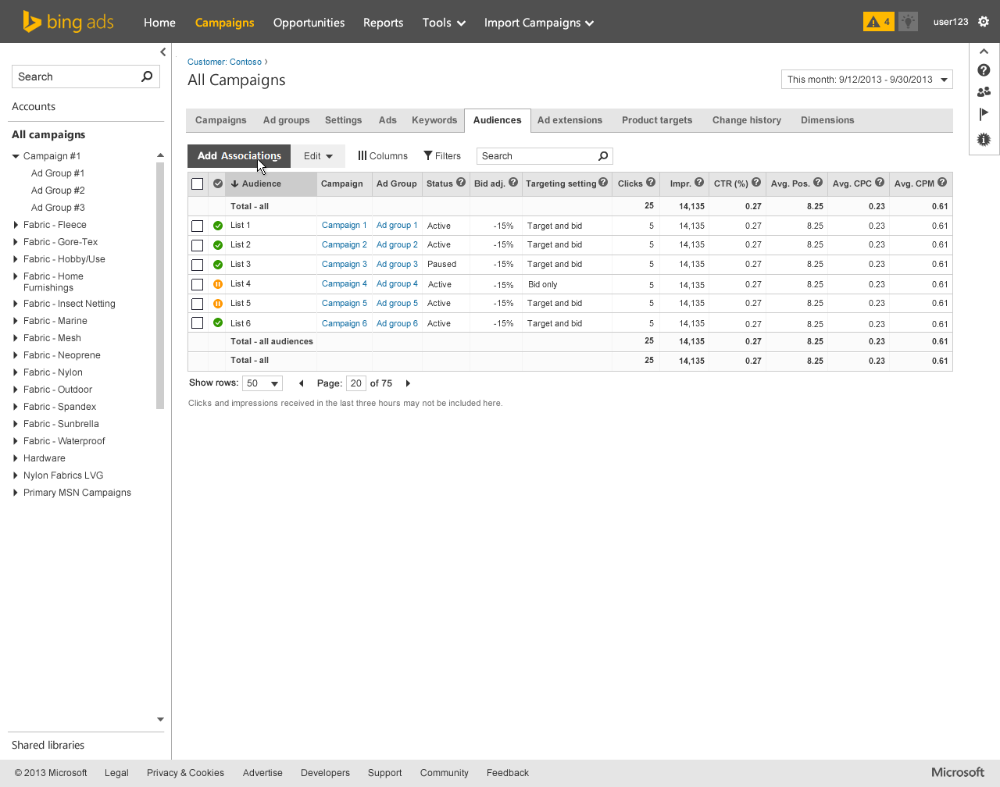 bing ads Home Campaigns Opportunities Reports Tools Import Campaigns 4 user123
Search
Accounts
All campaigns
Campaign #1
Ad Group #1
Ad Group #2
Ad Group #3
Fabric - Fleece
Fabric - Gore-Tex
Fabric - Hobby/Use
Fabric - Home
Furnishings
Fabric - Insect Netting
Fabric - Marine
Fabric - Mesh
Fabric - Neoprene
Fabric - Nylon
Fabric - Outdoor
Fabric - Spandex
Fabric - Sunbrella
Fabric - Waterproof
Hardware
Nylon Fabrics LVG
Primary MSN Campaigns
Shared libraries
Customer: Contoso ›
All Campaigns
This month: 9/12/2013 - 9/30/2013
Campaigns Ad groups Settings Ads Keywords Audiences Ad extensions Product targets Change history Dimensions
Add Associations Edit Columns Filters Search
Audience Campaign Ad Group Status Bid adj. Targeting setting Clicks Impr. CTR (%) Avg. Pos. Avg. CPC Avg. CPM
Total - all 25 14,135 0.27 8.25 0.23 0.61
List 1 Campaign 1 Ad group 1 Active -15% Target and bid 5 14,135 0.27 8.25 0.23 0.61
List 2 Campaign 2 Ad group 2 Active -15% Target and bid 5 14,135 0.27 8.25 0.23 0.61
List 3 Campaign 3 Ad group 3 Paused -15% Target and bid 5 14,135 0.27 8.25 0.23 0.61
List 4 Campaign 4 Ad group 4 Active -15% Bid only 5 14,135 0.27 8.25 0.23 0.61
List 5 Campaign 5 Ad group 5 Active -15% Target and bid 5 14,135 0.27 8.25 0.23 0.61
List 6 Campaign 6 Ad group 6 Active -15% Target and bid 5 14,135 0.27 8.25 0.23 0.61
Total - all audiences 25 14,135 0.27 8.25 0.23 0.61
Total - all 25 14,135 0.27 8.25 0.23 0.61
Show rows: 50 Page: 20 of 75
Clicks and impressions received in the last three hours may not be included here.
© 2013 Microsoft Legal Privacy & Cookies Advertise Developers Support Community Feedback Microsoft